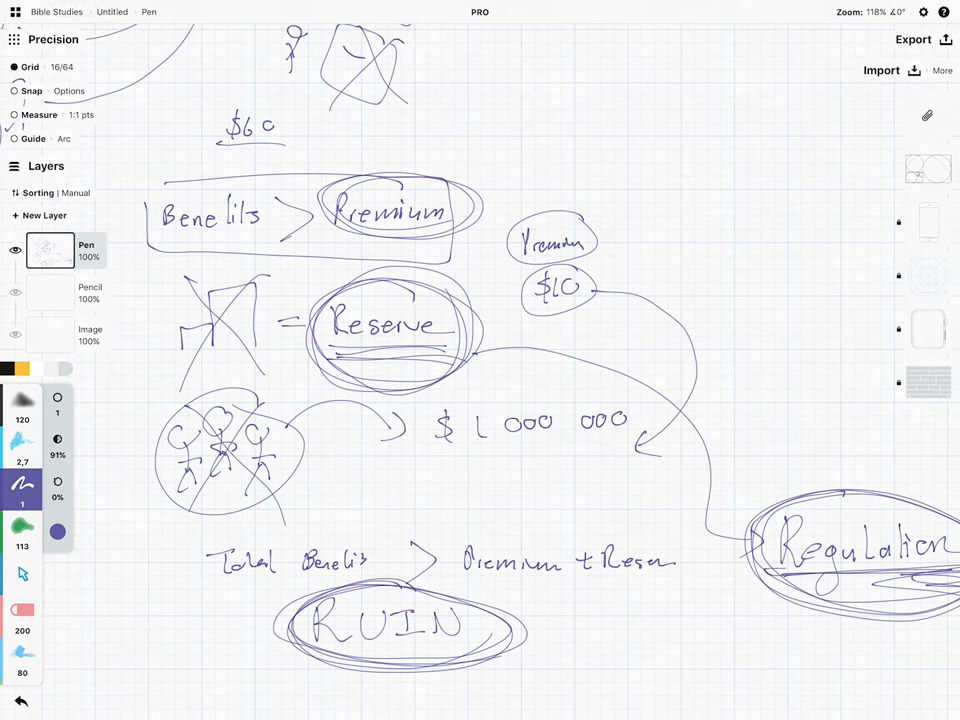 Bible Studies Untitled Pen
PRO
Zoom: 118% ∠0°
Precision
Export
Grid 16/64
Import
More
Snap Options
Measure 1:1 pts
Guide Arc
$60
Layers
Sorting | Manual
+ New Layer
Benefits > Premium
Pen
100%
Premium
$10
Pencil
100%
= Reserve
Image
100%
1
120
$ 1 000 000
91%
2,7
0%
1
113
Total Benefits > Premium + Reser
Regulation
RUIN
200
80